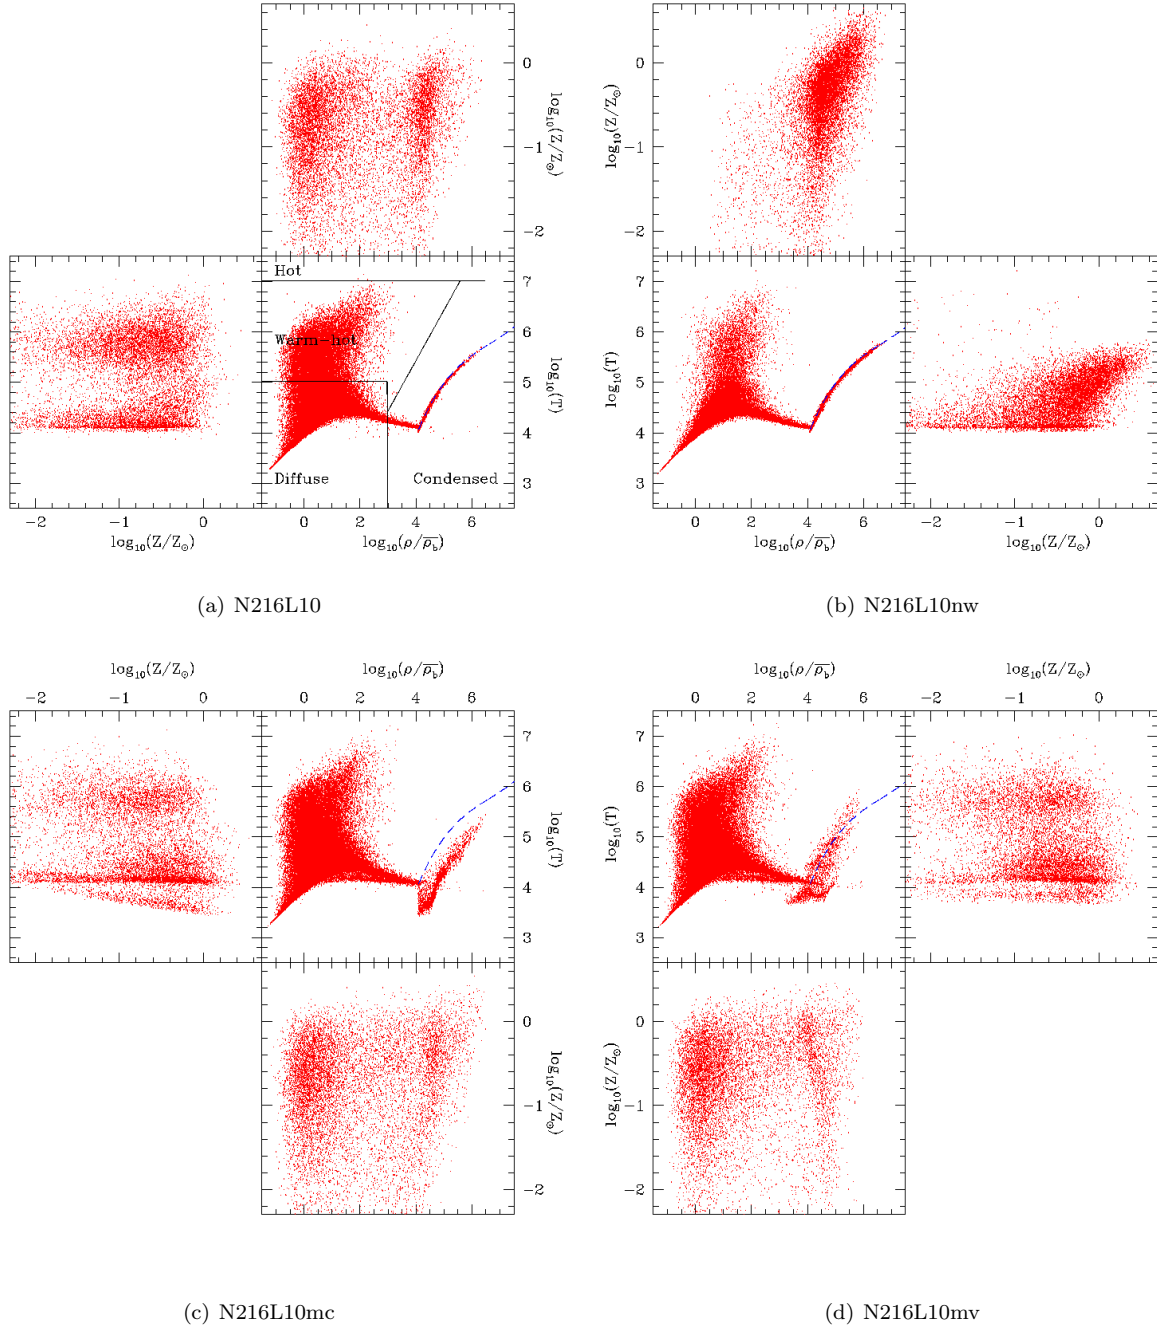 0
−1
−2
log₁₀(Z/Z⊙)
0
−1
−2
log₁₀(Z/Z⊙)
Hot
Warm−hot
Diffuse
Condensed
7
6
5
4
3
log₁₀(T)
7
6
5
4
3
log₁₀(T)
−2 −1 0
0 2 4 6
0 2 4 6
−2 −1 0
log₁₀(Z/Z⊙)
log₁₀(ρ/ρ̅b)
log₁₀(ρ/ρ̅b)
log₁₀(Z/Z⊙)
(a) N216L10
(b) N216L10nw
log₁₀(Z/Z⊙)
log₁₀(ρ/ρ̅b)
log₁₀(ρ/ρ̅b)
log₁₀(Z/Z⊙)
−2 −1 0
0 2 4 6
0 2 4 6
−2 −1 0
7
6
5
4
3
log₁₀(T)
7
6
5
4
3
log₁₀(T)
0
−1
−2
log₁₀(Z/Z⊙)
0
−1
−2
log₁₀(Z/Z⊙)
(c) N216L10mc
(d) N216L10mv